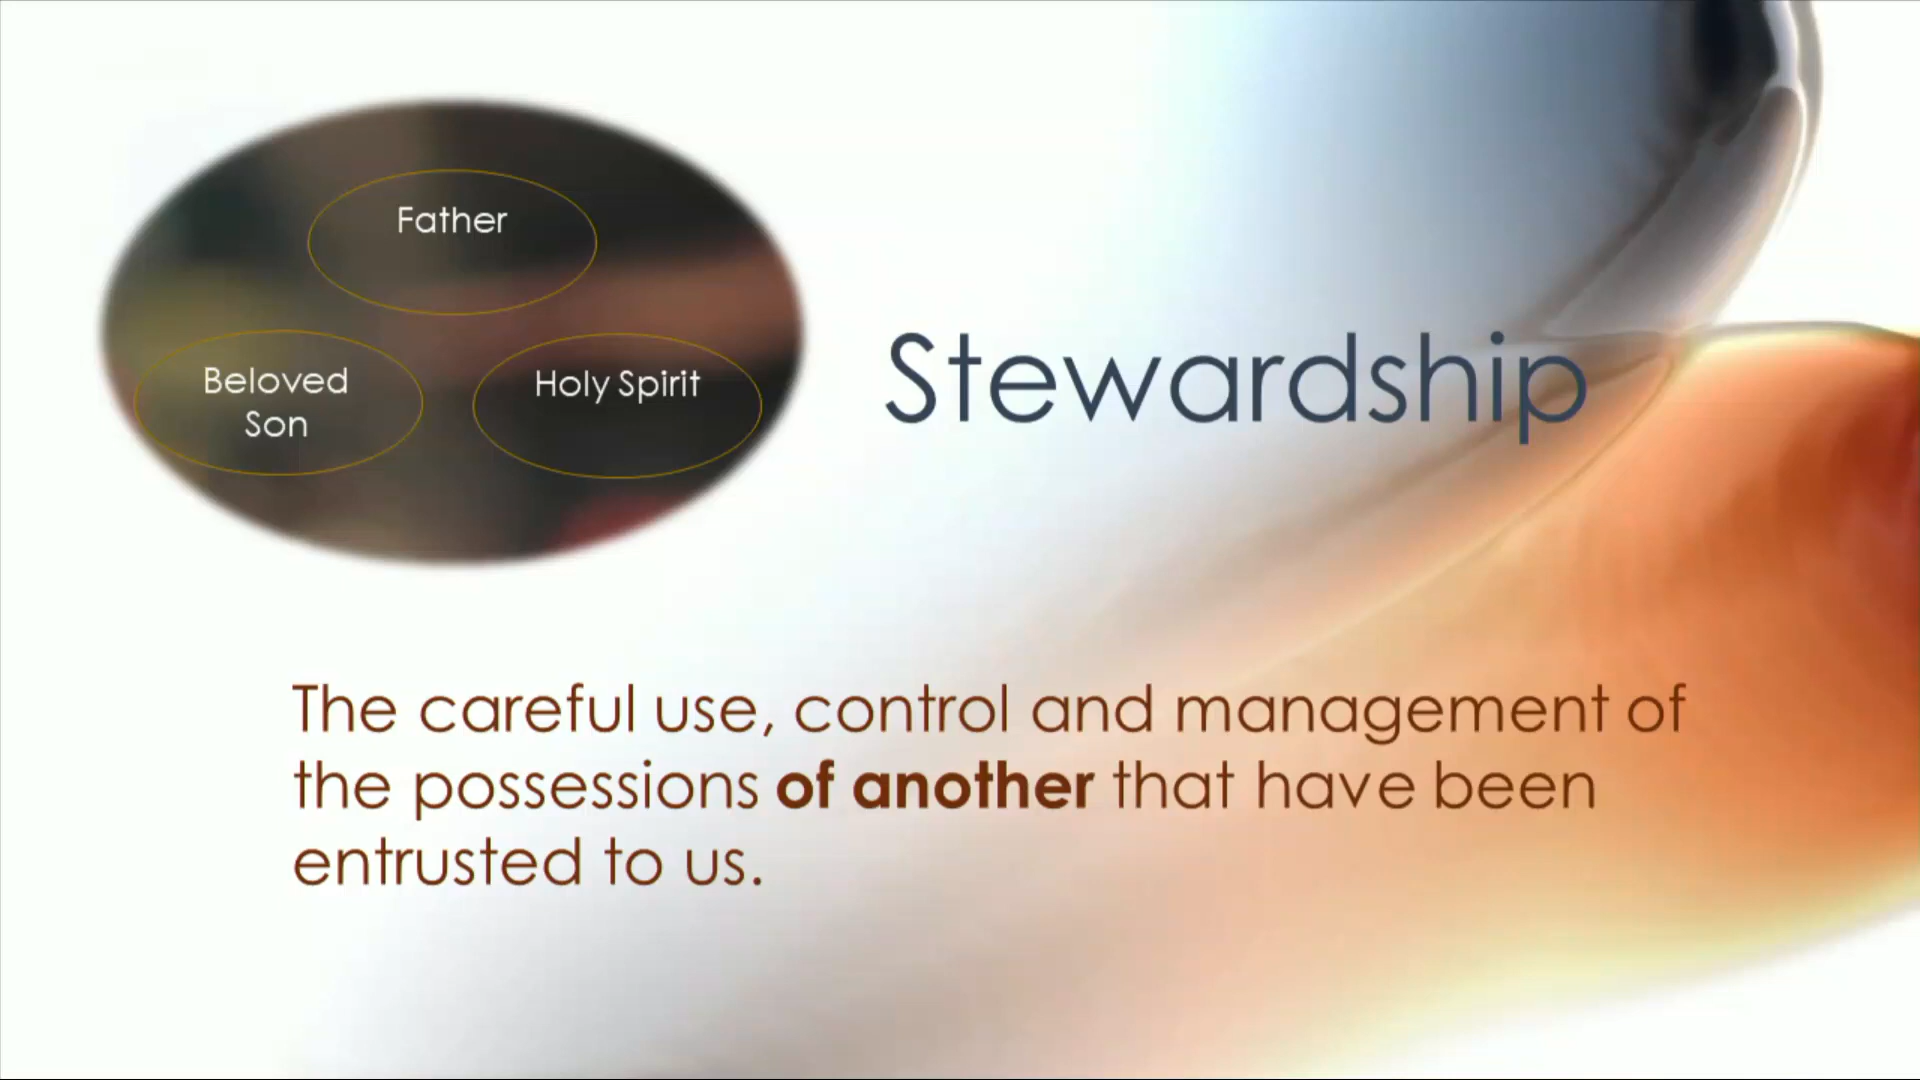 Father
Beloved
Son
Holy Spirit
Stewardship
The careful use, control and management of
the possessions of another that have been
entrusted to us.